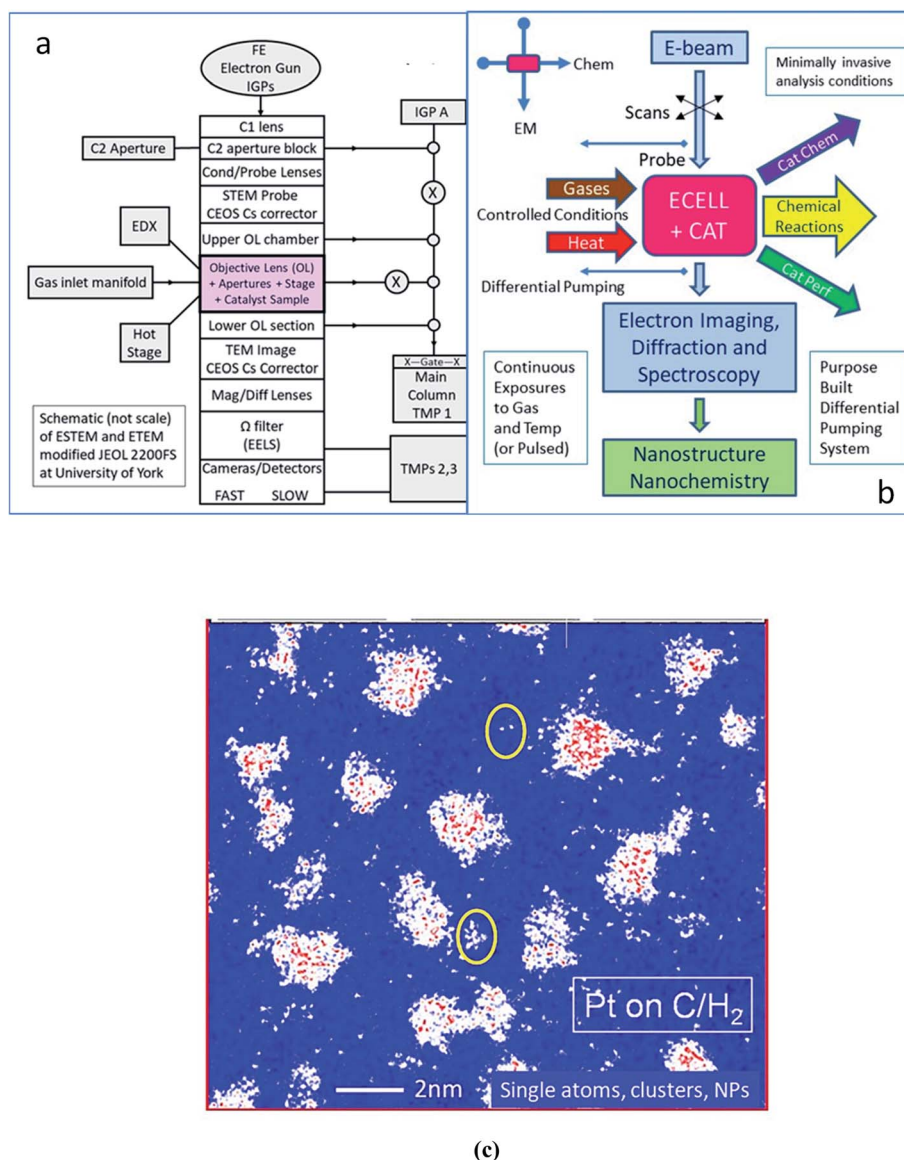 a
FE
Electron Gun
IGPs
C1 lens
C2 Aperture
C2 aperture block
Cond/Probe Lenses
STEM Probe
CEOS Cs corrector
EDX
Upper OL chamber
Gas inlet manifold
Objective Lens (OL)
+ Apertures + Stage
+ Catalyst Sample
Hot
Stage
Lower OL section
TEM Image
CEOS Cs Corrector
Mag/Diff Lenses
Ω filter
(EELS)
Cameras/Detectors
FAST SLOW
Schematic (not scale)
of ESTEM and ETEM
modified JEOL 2200FS
at University of York
IGP A
X
X
X—Gate—X
Main
Column
TMP 1
TMPs 2,3
b
Chem
EM
E-beam
Minimally invasive
analysis conditions
Scans
Probe
Gases
Controlled Conditions
Heat
Differential Pumping
ECELL
+ CAT
Cat Chem
Chemical
Reactions
Cat Perf
Electron Imaging,
Diffraction and
Spectroscopy
Continuous
Exposures
to Gas
and Temp
(or Pulsed)
Purpose
Built
Differential
Pumping
System
Nanostructure
Nanochemistry
Pt on C/H₂
2nm
Single atoms, clusters, NPs
(c)